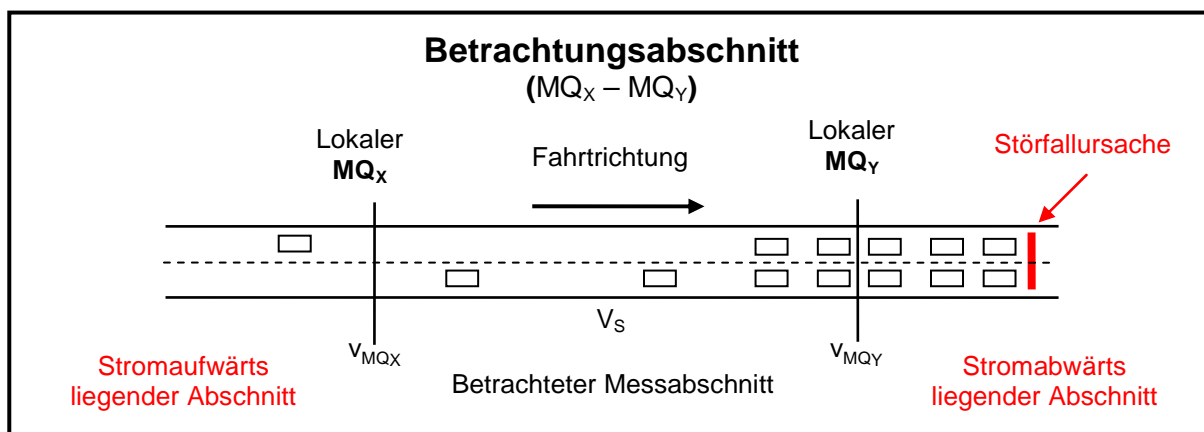 Betrachtungsabschnitt
(MQX – MQY)
Lokaler
MQX
Fahrtrichtung
Lokaler
MQY
Störfallursache
VS
vMQX
vMQY
Stromaufwärts
liegender Abschnitt
Betrachteter Messabschnitt
Stromabwärts
liegender Abschnitt